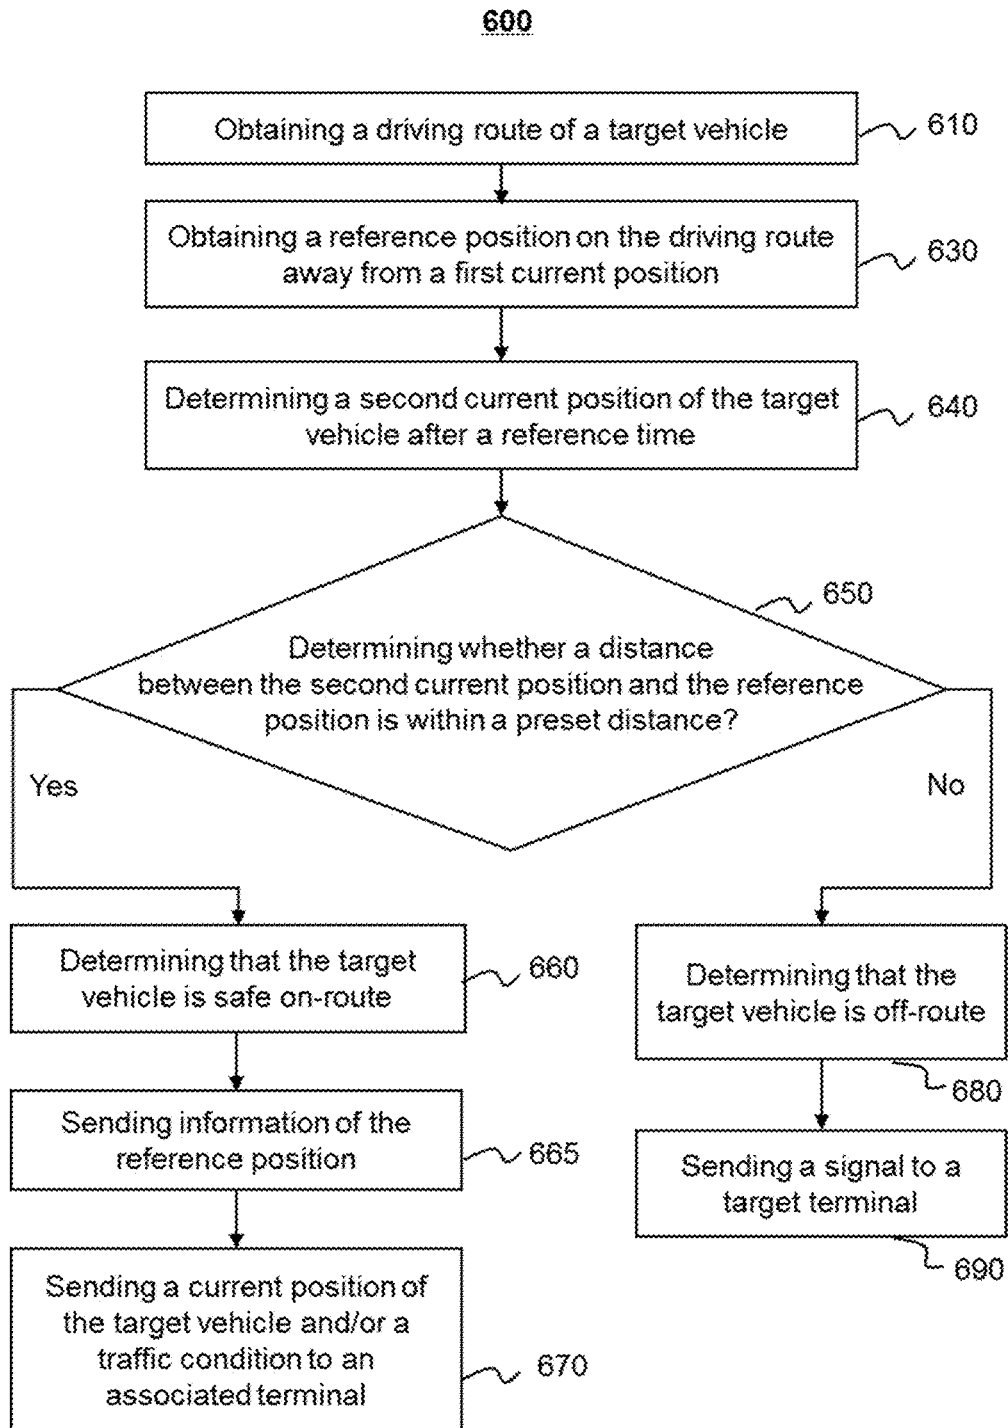 600
Obtaining a driving route of a target vehicle
610
Obtaining a reference position on the driving route
away from a first current position
630
Determining a second current position of the target
vehicle after a reference time
640
650
Determining whether a distance
between the second current position and the reference
position is within a preset distance?
Yes
No
Determining that the target
vehicle is safe on-route
660
Determining that the
target vehicle is off-route
680
Sending information of the
reference position
665
Sending a signal to a
target terminal
690
Sending a current position of
the target vehicle and/or a
traffic condition to an
associated terminal
670